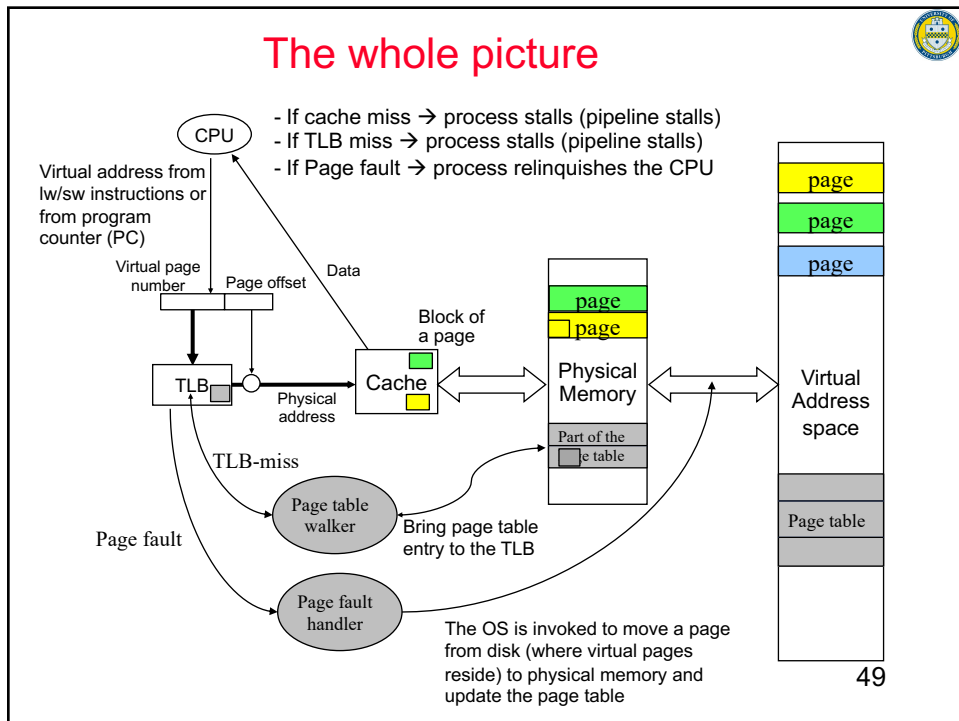 The whole picture
- If cache miss → process stalls (pipeline stalls)
- If TLB miss → process stalls (pipeline stalls)
- If Page fault → process relinquishes the CPU
CPU
Virtual address from
lw/sw instructions or
from program
counter (PC)
Virtual page
number
Page offset
Data
TLB
Physical
address
Block of
a page
Cache
page
page
Physical
Memory
Part of the
table
page
page
page
Virtual
Address
space
Page table
TLB-miss
Page table
walker
Bring page table
entry to the TLB
Page fault
Page fault
handler
The OS is invoked to move a page
from disk (where virtual pages
reside) to physical memory and
update the page table
49